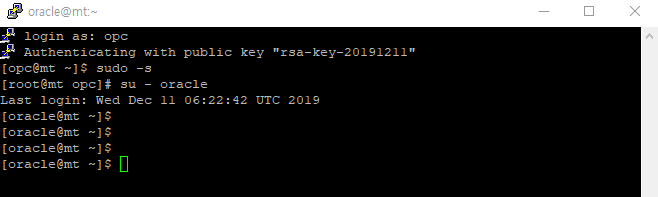 oracle@mt:~
login as: opc
Authenticating with public key "rsa-key-20191211"
[opc@mt ~]$ sudo -s
[root@mt opc]# su - oracle
Last login: Wed Dec 11 06:22:42 UTC 2019
[oracle@mt ~]$
[oracle@mt ~]$
[oracle@mt ~]$
[oracle@mt ~]$